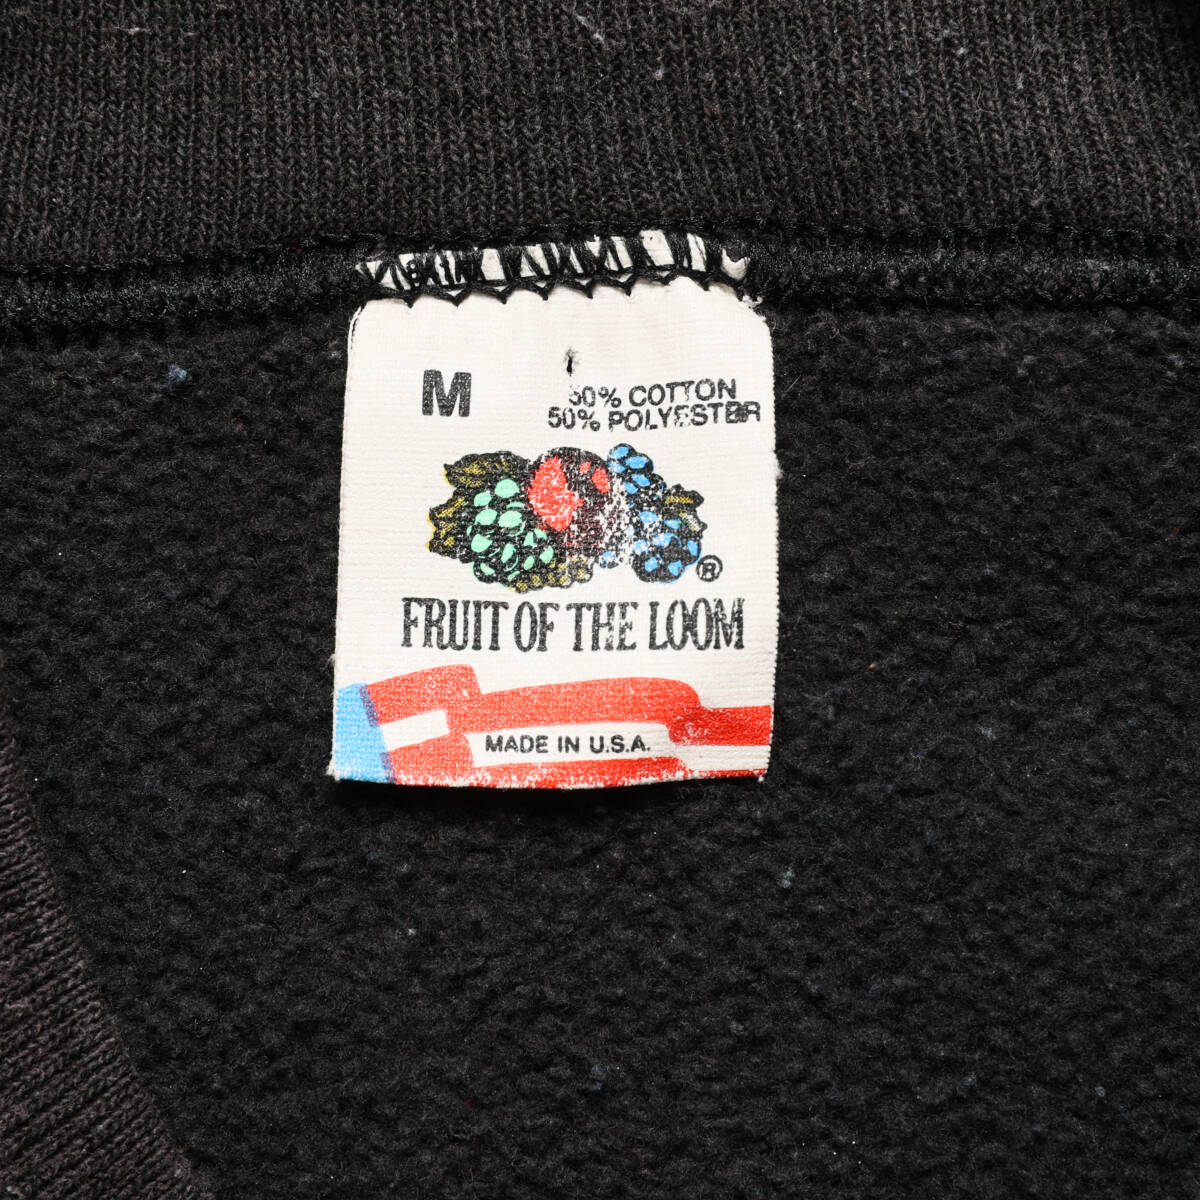 M
50% COTTON
50% POLYESTER
®
FRUIT OF THE LOOM
MADE IN U.S.A.